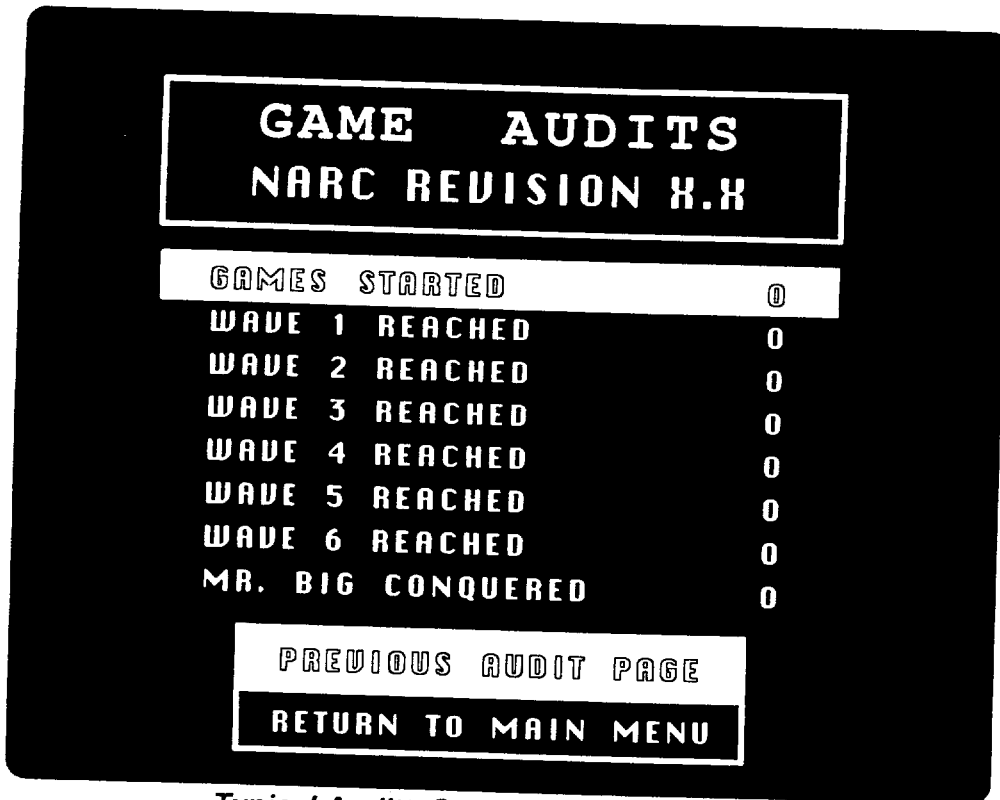 GAME AUDITS
NARC REVISION X.X
GAMES STARTED 0
WAVE 1 REACHED 0
WAVE 2 REACHED 0
WAVE 3 REACHED 0
WAVE 4 REACHED 0
WAVE 5 REACHED 0
WAVE 6 REACHED 0
MR. BIG CONQUERED 0
PREVIOUS AUDIT PAGE
RETURN TO MAIN MENU